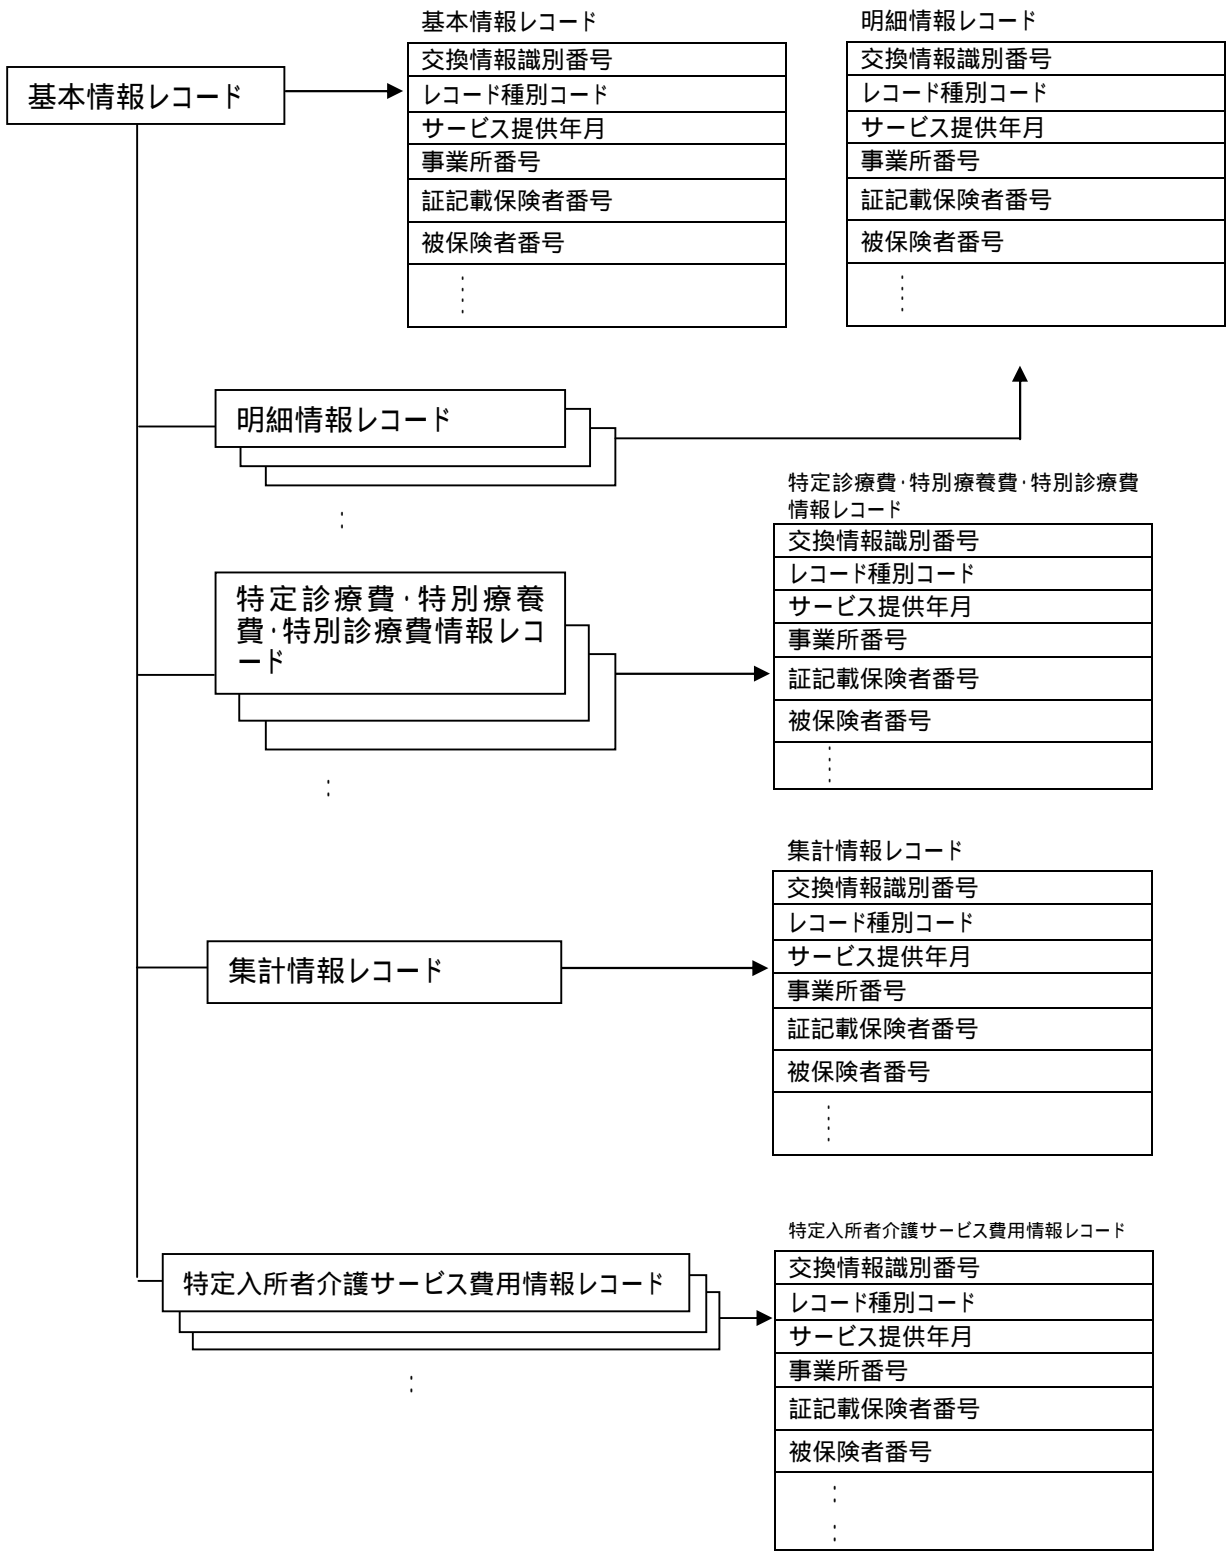 基本情報レコード
明細情報レコード
基本情報レコード
交換情報識別番号
レコード種別コード
サービス提供年月
事業所番号
証記載保険者番号
被保険者番号
交換情報識別番号
レコード種別コード
サービス提供年月
事業所番号
証記載保険者番号
被保険者番号
明細情報レコード
特定診療費・特別療養費・特別診療費
情報レコード
特定診療費・特別療養
費・特別診療費情報レコ
ード
交換情報識別番号
レコード種別コード
サービス提供年月
事業所番号
証記載保険者番号
被保険者番号
集計情報レコード
集計情報レコード
交換情報識別番号
レコード種別コード
サービス提供年月
事業所番号
証記載保険者番号
被保険者番号
特定入所者介護サービス費用情報レコード
特定入所者介護サービス費用情報レコード
交換情報識別番号
レコード種別コード
サービス提供年月
事業所番号
証記載保険者番号
被保険者番号